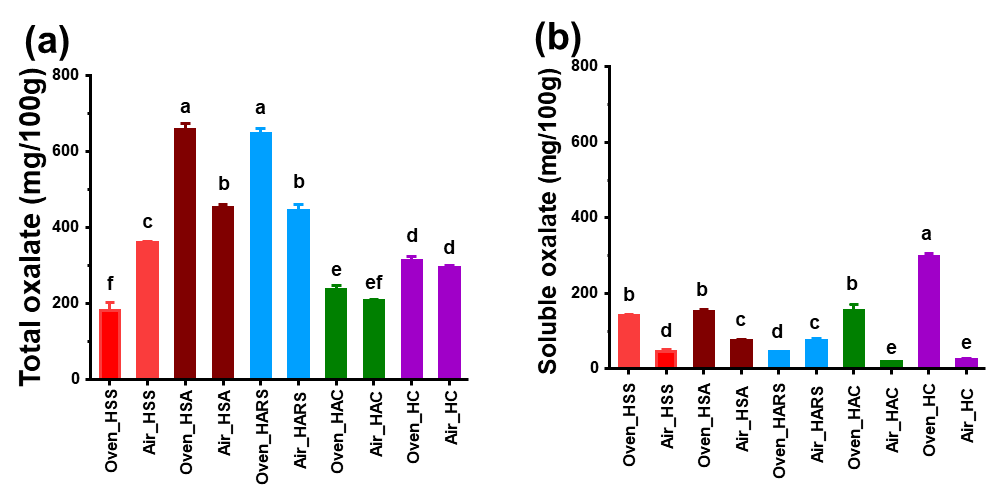 (a)
Total oxalate (mg/100g)
800
600
400
200
0
f
c
a
b
a
b
e
ef
d
d
Oven_HSS
Air_HSS
Oven_HSA
Air_HSA
Oven_HARS
Air_HARS
Oven_HAC
Air_HAC
Oven_HC
Air_HC
(b)
Soluble oxalate (mg/100g)
800
600
400
200
0
b
d
b
c
d
c
b
e
a
e
Oven_HSS
Air_HSS
Oven_HSA
Air_HSA
Oven_HARS
Air_HARS
Oven_HAC
Air_HAC
Oven_HC
Air_HC